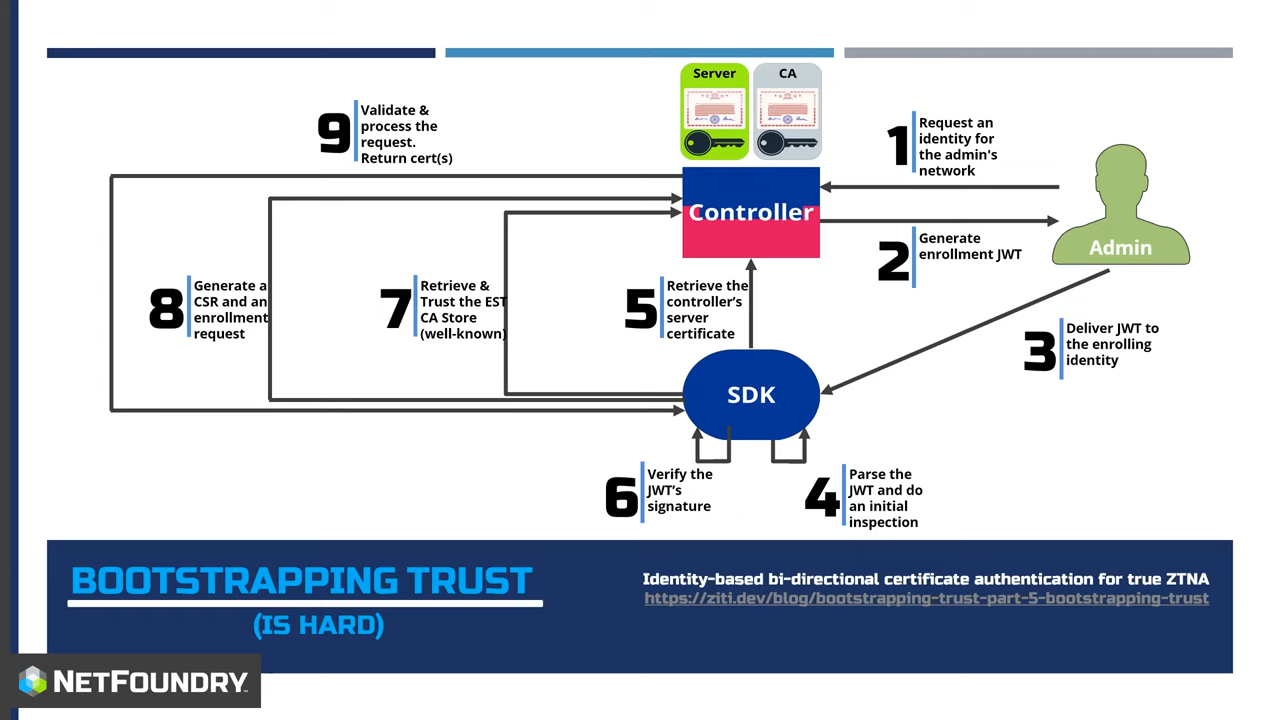 Server
CA
9
Validate &
process the
request.
Return cert(s)
1
Request an
identity for
the admin's
network
Controller
2
Generate
enrollment JWT
Admin
8
Generate a
CSR and an
enrollment
request
7
Retrieve &
Trust the EST
CA Store
(well-known)
5
Retrieve the
controller’s
server
certificate
3
Deliver JWT to
the enrolling
identity
SDK
6
Verify the
JWT’s
signature
4
Parse the
JWT and do
an initial
inspection
BOOTSTRAPPING TRUST
(IS HARD)
Identity-based bi-directional certificate authentication for true ZTNA
https://ziti.dev/blog/bootstrapping-trust-part-5-bootstrapping-trust
NETFOUNDRY